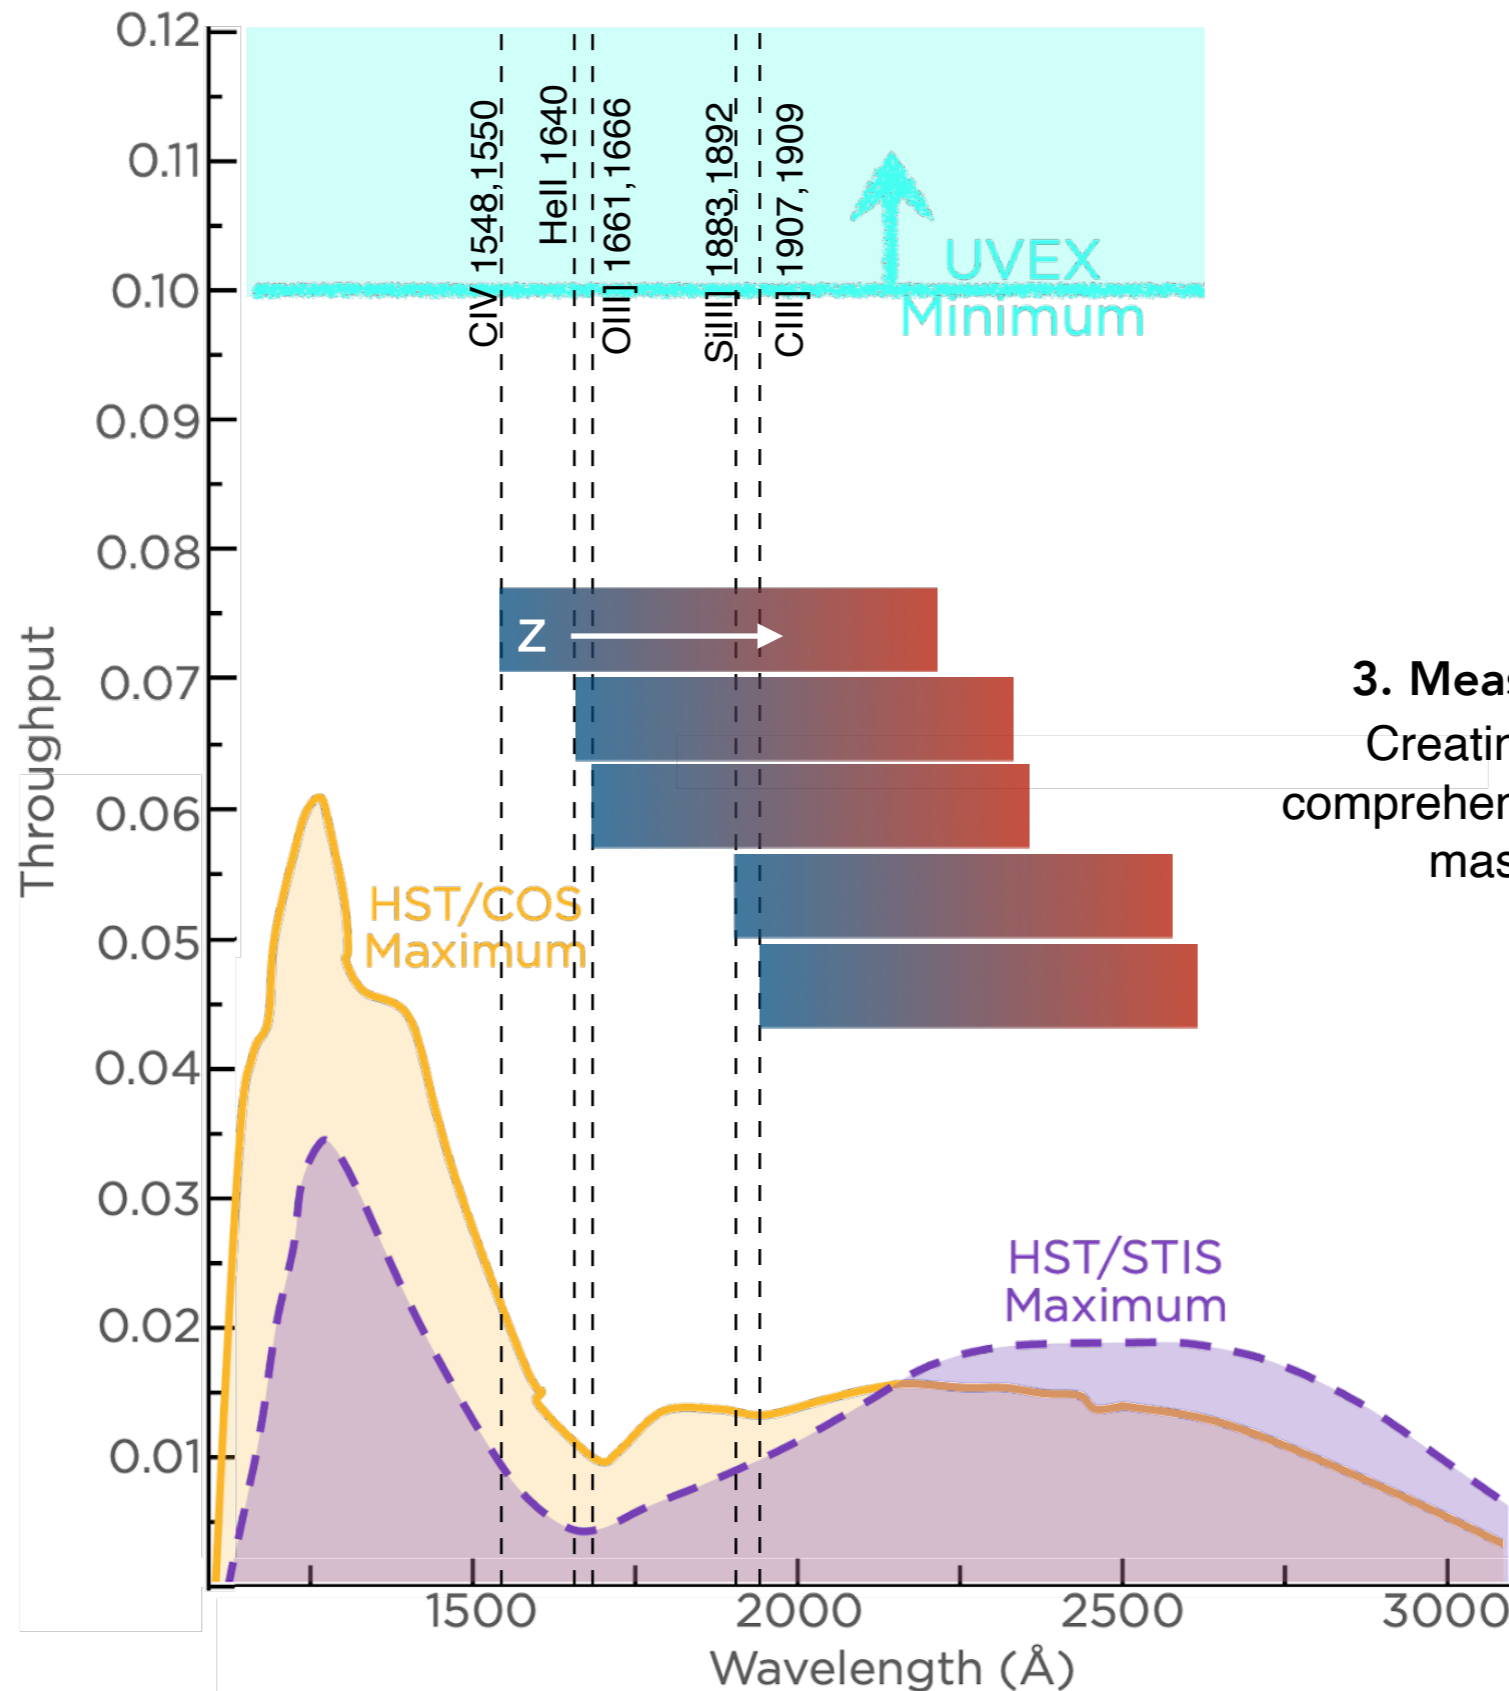 0.12
0.11
0.10
0.09
0.08
0.07
0.06
0.05
0.04
0.03
0.02
0.01
Throughput
CIV 1548,1550
HeII 1640
OIII] 1661,1666
SiIII] 1883,1892
CIII] 1907,1909
UVEX
Minimum
z
3. Meas
Creatin
comprehen
mas
HST/COS
Maximum
HST/STIS
Maximum
1500
2000
2500
3000
Wavelength (Å)